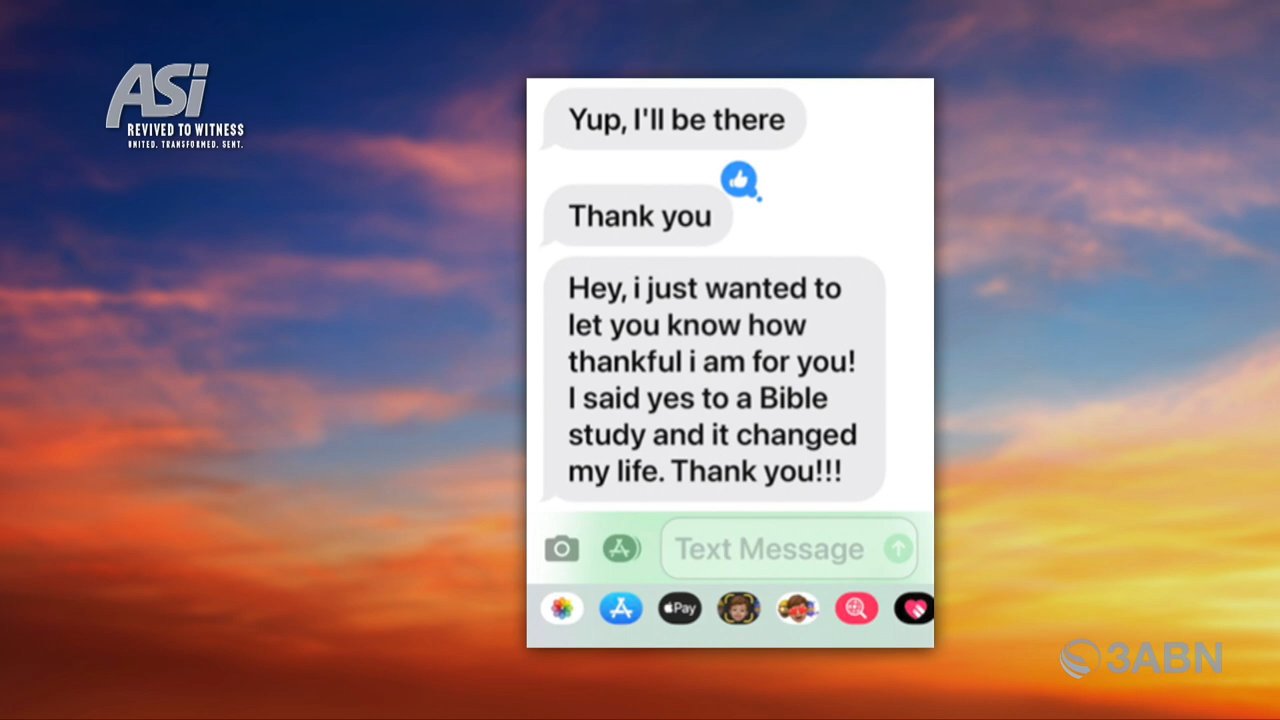 ASi
REVIVED TO WITNESS
UNITED. TRANSFORMED. SENT.
Yup, I'll be there
Thank you
Hey, i just wanted to
let you know how
thankful i am for you!
I said yes to a Bible
study and it changed
my life. Thank you!!!
Text Message
Pay
3ABN